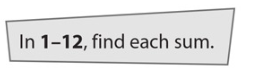 In 1–12, find each sum.